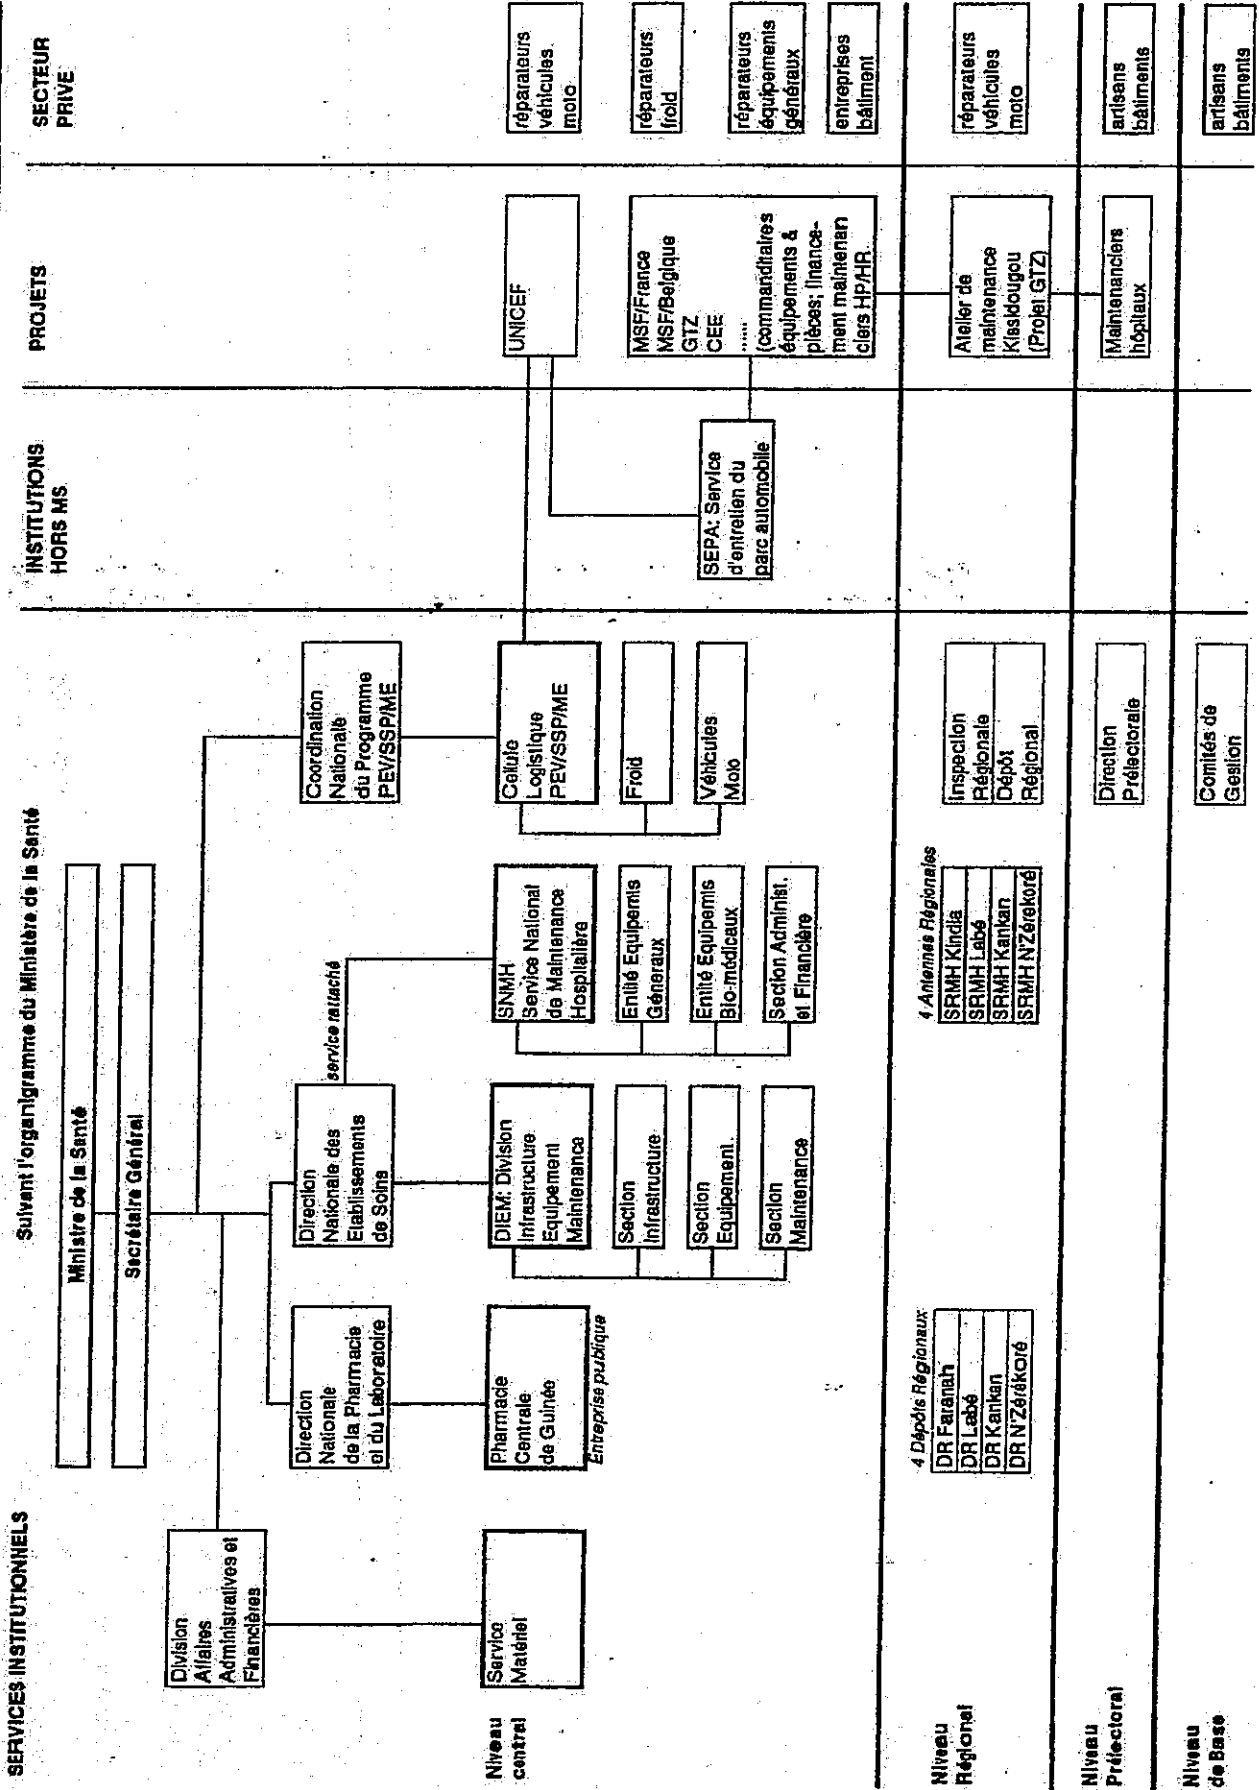 SERVICES INSTITUTIONNELS
Suivant l'organigramme du Ministère de la Santé
INSTITUTIONS
HORS MS
PROJETS
SECTEUR
PRIVE
Ministre de la Santé
Secrétaire Général
Division
Affaires
Administratives et
Financières
Direction
Nationale
de la Pharmacie
et du Laboratoire
Direction
Nationale des
Etablissements
de Soins
service rattaché
Coordination
Nationale
du Programme
PEV/SSP/ME
Niveau
central
Service
Matériel
Pharmacie
Centrale
de Guinée
Entreprise publique
DIEM: Division
Infrastructure
Equipement
Maintenance
Section
Infrastructure
Section
Equipement.
Section
Maintenance
SNMH
Service National
de Maintenance
Hospitalière
Entité Equipemts
Géneraux
Entité Equipemts
Bio-médicaux
Section Administ.
et Financière
Cellule
Logistique
PEV/SSP/ME
Froid
Véhicules
Moto
SEPA: Service
d'entretien du
parc automobile
UNICEF
MSF/France
MSF/Belgique
GTZ
CEE
.....
(commanditaires
équipements &
pièces; finance-
ment maintenan
ciers HP/HR
réparateurs
véhicules
moto
réparateurs
froid
réparateurs
équipements
généraux
entreprises
bâtiment
Niveau
Régional
4 Dépôts Régionaux
DR Faranah
DR Labé
DR Kankan
DR N'Zérékoré
4 Antennes Régionales
SRMH Kindia
SRMH Labé
SRMH Kankan
SRMH N'Zérekoré
Inspection
Régionale
Dépôt
Régional
Atelier de
maintenance
Kissidougou
(Projet GTZ)
réparateurs
véhicules
moto
Niveau
Préfectoral
Direction
Préfectorale
Maintenanciers
hôpitaux
artisans
bâtiments
Niveau
de Base
Comités de
Gestion
artisans
bâtiments